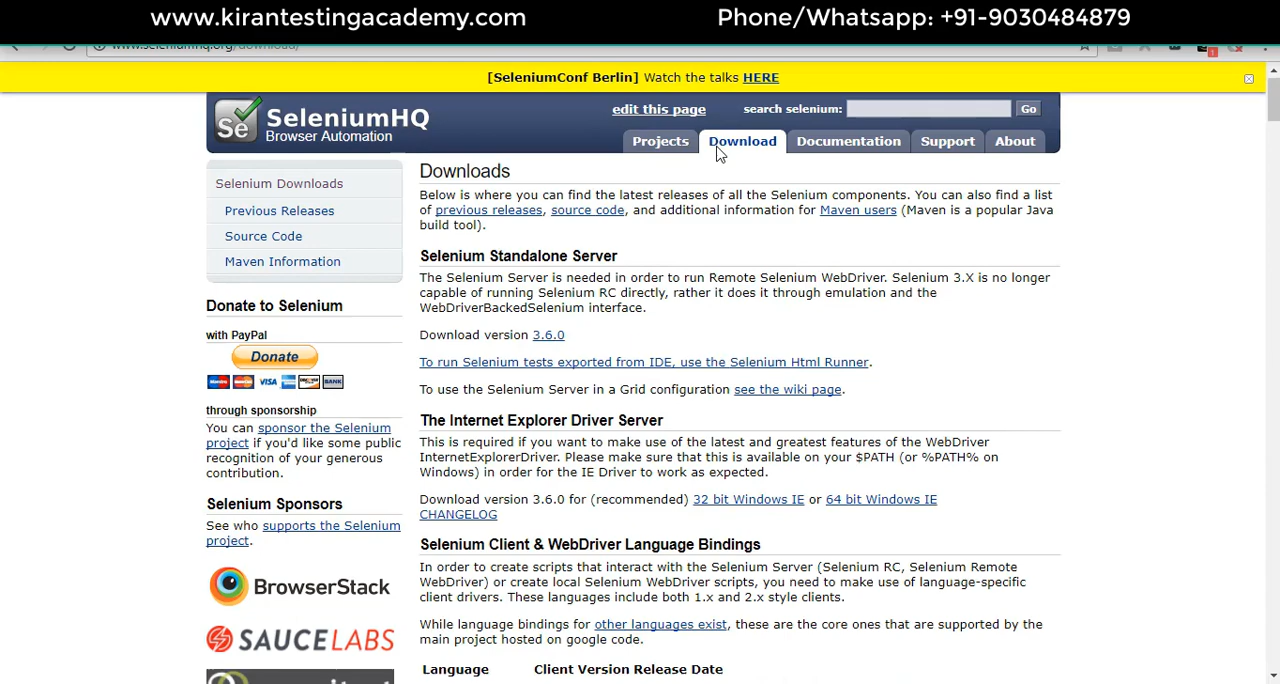 www.kirantestingacademy.com
Phone/Whatsapp: +91-9030484879
www.seleniumhq.org/download/
[SeleniumConf Berlin] Watch the talks HERE
Se
SeleniumHQ
Browser Automation
edit this page
search selenium:
Go
Projects
Download
Documentation
Support
About
Selenium Downloads
Previous Releases
Source Code
Maven Information
Donate to Selenium
with PayPal
Donate
VISA
BANK
through sponsorship
You can sponsor the Selenium
project if you'd like some public
recognition of your generous
contribution.
Selenium Sponsors
See who supports the Selenium
project.
BrowserStack
SAUCELABS
Downloads
Below is where you can find the latest releases of all the Selenium components. You can also find a list
of previous releases, source code, and additional information for Maven users (Maven is a popular Java
build tool).
Selenium Standalone Server
The Selenium Server is needed in order to run Remote Selenium WebDriver. Selenium 3.X is no longer
capable of running Selenium RC directly, rather it does it through emulation and the
WebDriverBackedSelenium interface.
Download version 3.6.0
To run Selenium tests exported from IDE, use the Selenium Html Runner.
To use the Selenium Server in a Grid configuration see the wiki page.
The Internet Explorer Driver Server
This is required if you want to make use of the latest and greatest features of the WebDriver
InternetExplorerDriver. Please make sure that this is available on your $PATH (or %PATH% on
Windows) in order for the IE Driver to work as expected.
Download version 3.6.0 for (recommended) 32 bit Windows IE or 64 bit Windows IE
CHANGELOG
Selenium Client & WebDriver Language Bindings
In order to create scripts that interact with the Selenium Server (Selenium RC, Selenium Remote
WebDriver) or create local Selenium WebDriver scripts, you need to make use of language-specific
client drivers. These languages include both 1.x and 2.x style clients.
While language bindings for other languages exist, these are the core ones that are supported by the
main project hosted on google code.
Language Client Version Release Date